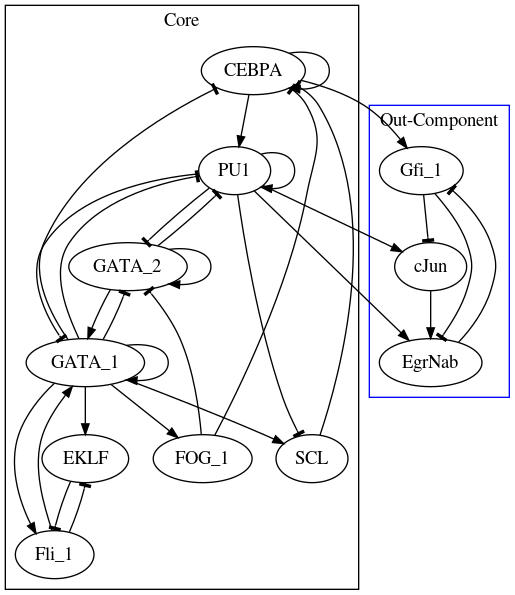 Core
CEBPA
Out-Component
PU1
Gfi_1
GATA_2
cJun
GATA_1
EgrNab
EKLF
FOG_1
SCL
Fli_1